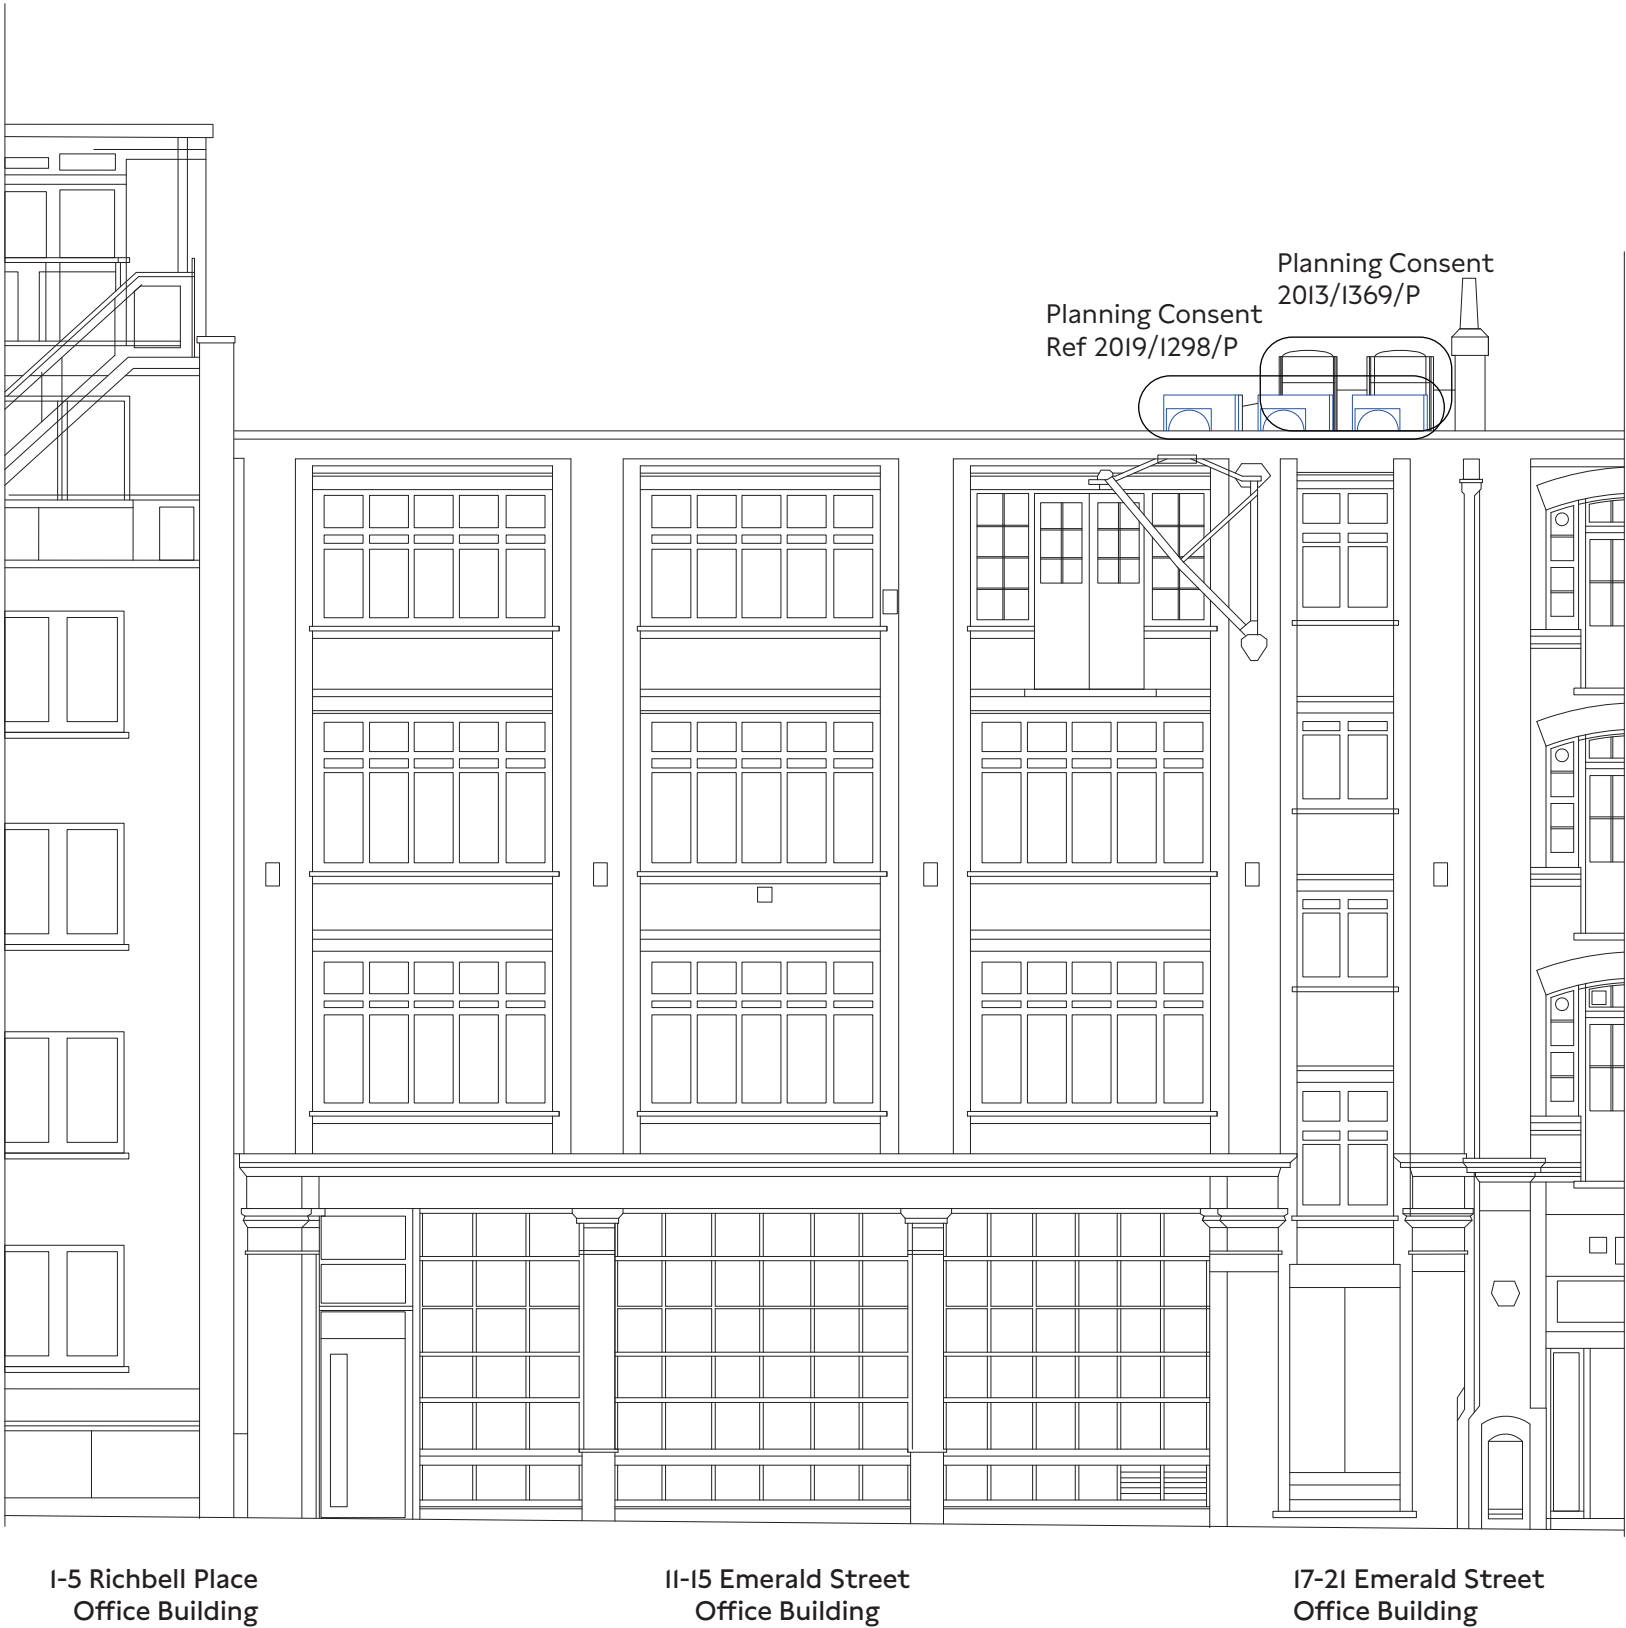 Planning Consent
2013/1369/P
Planning Consent
Ref 2019/1298/P
1-5 Richbell Place
Office Building
11-15 Emerald Street
Office Building
17-21 Emerald Street
Office Building